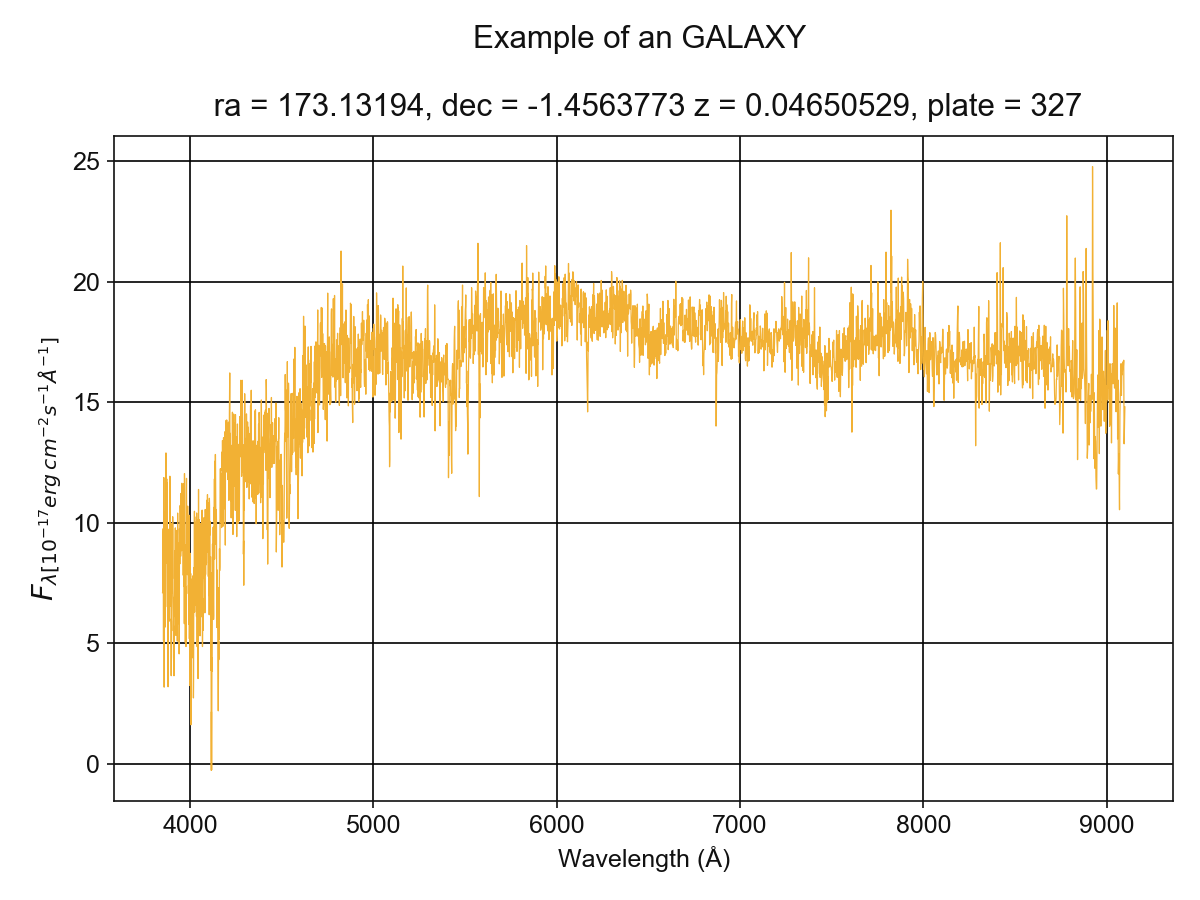 Example of an GALAXY
ra = 173.13194, dec = -1.4563773 z = 0.04650529, plate = 327
25
20
15
10
5
0
F_{λ[10^{−17}erg cm^{−2}s^{−1}Å^{−1}]}
4000 5000 6000 7000 8000 9000
Wavelength (Å)